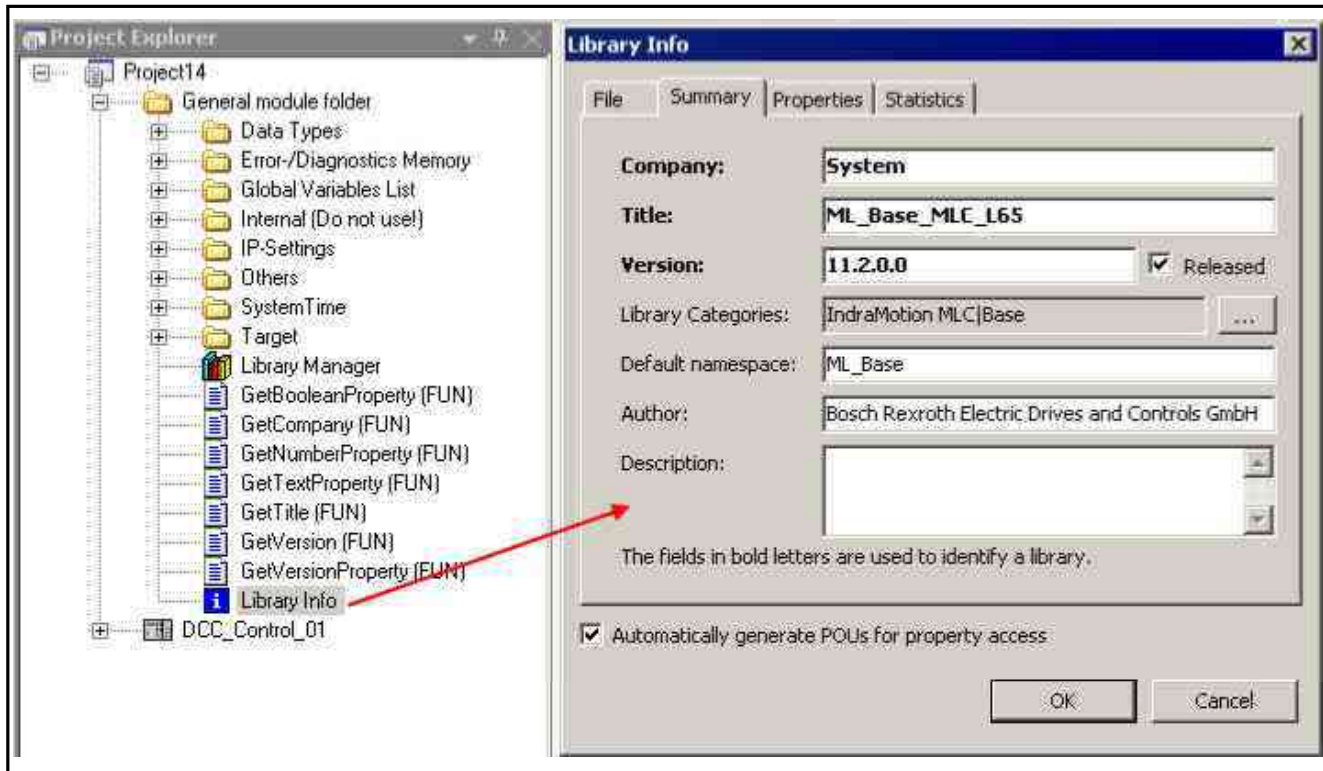 Project Explorer
Project14
General module folder
Data Types
Error-/Diagnostics Memory
Global Variables List
Internal (Do not use!)
IP-Settings
Others
SystemTime
Target
Library Manager
GetBooleanProperty (FUN)
GetCompany (FUN)
GetNumberProperty (FUN)
GetTextProperty (FUN)
GetTitle (FUN)
GetVersion (FUN)
GetVersionProperty (FUN)
Library Info
DCC_Control_01
Library Info
File Summary Properties Statistics
Company: System
Title: ML_Base_MLC_L65
Version: 11.2.0.0 Released
Library Categories: IndraMotion MLC|Base ...
Default namespace: ML_Base
Author: Bosch Rexroth Electric Drives and Controls GmbH
Description:
The fields in bold letters are used to identify a library.
Automatically generate POUs for property access
OK Cancel